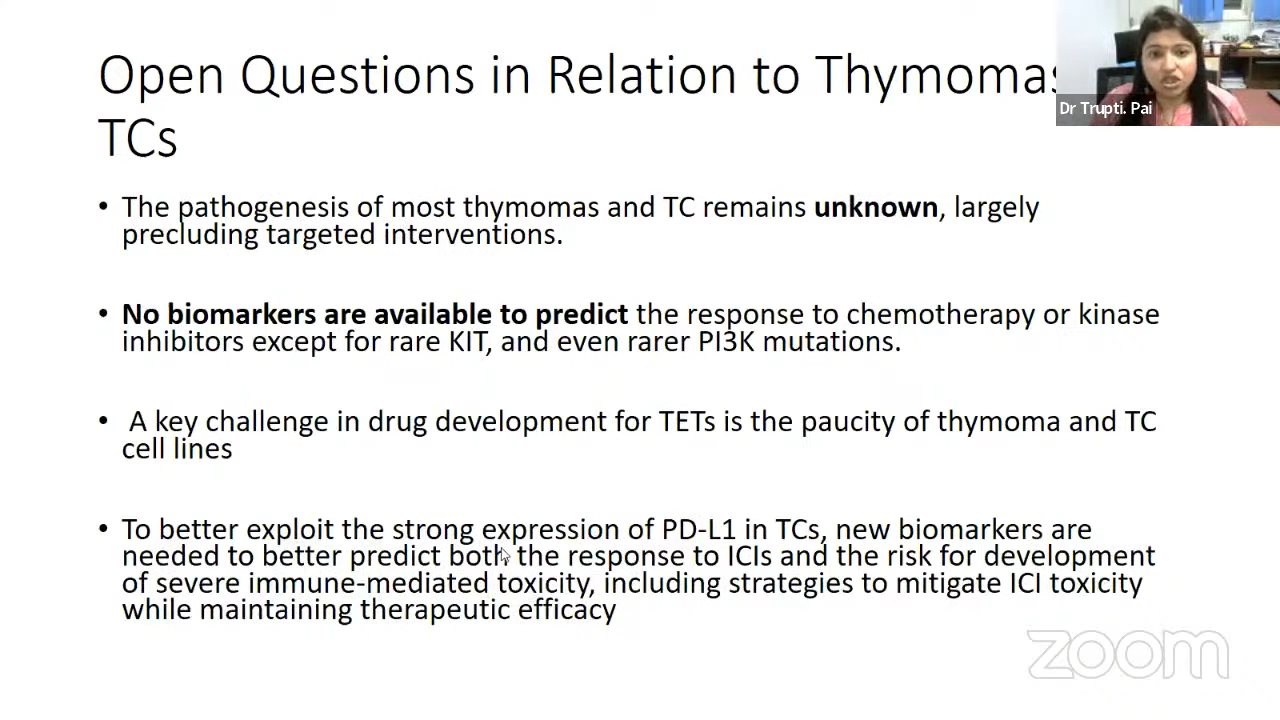 Open Questions in Relation to Thymomas
TCs
• The pathogenesis of most thymomas and TC remains unknown, largely
precluding targeted interventions.
• No biomarkers are available to predict the response to chemotherapy or kinase
inhibitors except for rare KIT, and even rarer PI3K mutations.
• A key challenge in drug development for TETs is the paucity of thymoma and TC
cell lines
• To better exploit the strong expression of PD-L1 in TCs, new biomarkers are
needed to better predict both the response to ICIs and the risk for development
of severe immune-mediated toxicity, including strategies to mitigate ICI toxicity
while maintaining therapeutic efficacy
Dr Trupti. Pai
zoom